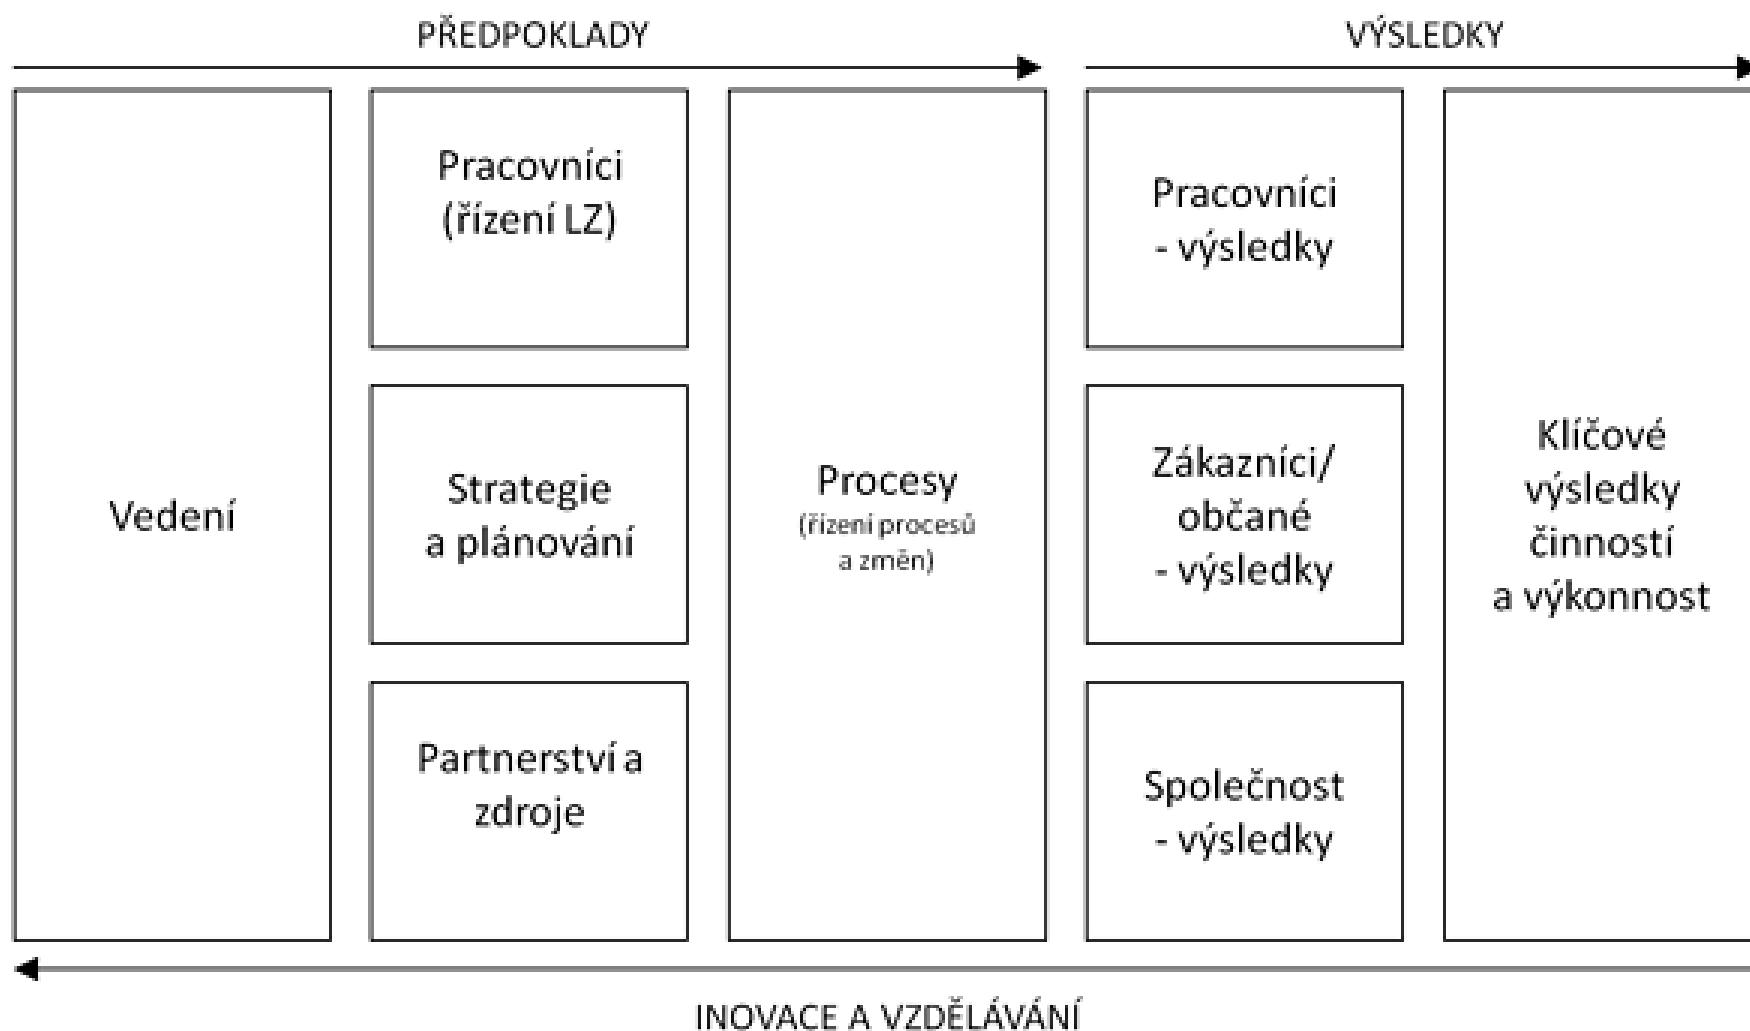 PŘEDPOKLADY
VÝSLEDKY
Vedení
Pracovníci
(řízení LZ)
Strategie
a plánování
Partnerství a
zdroje
Procesy
(řízení procesů
a změn)
Pracovníci
- výsledky
Zákazníci/
občané
- výsledky
Společnost
- výsledky
Klíčové
výsledky
činností
a výkonnost
INOVACE A VZDĚLÁVÁNÍ